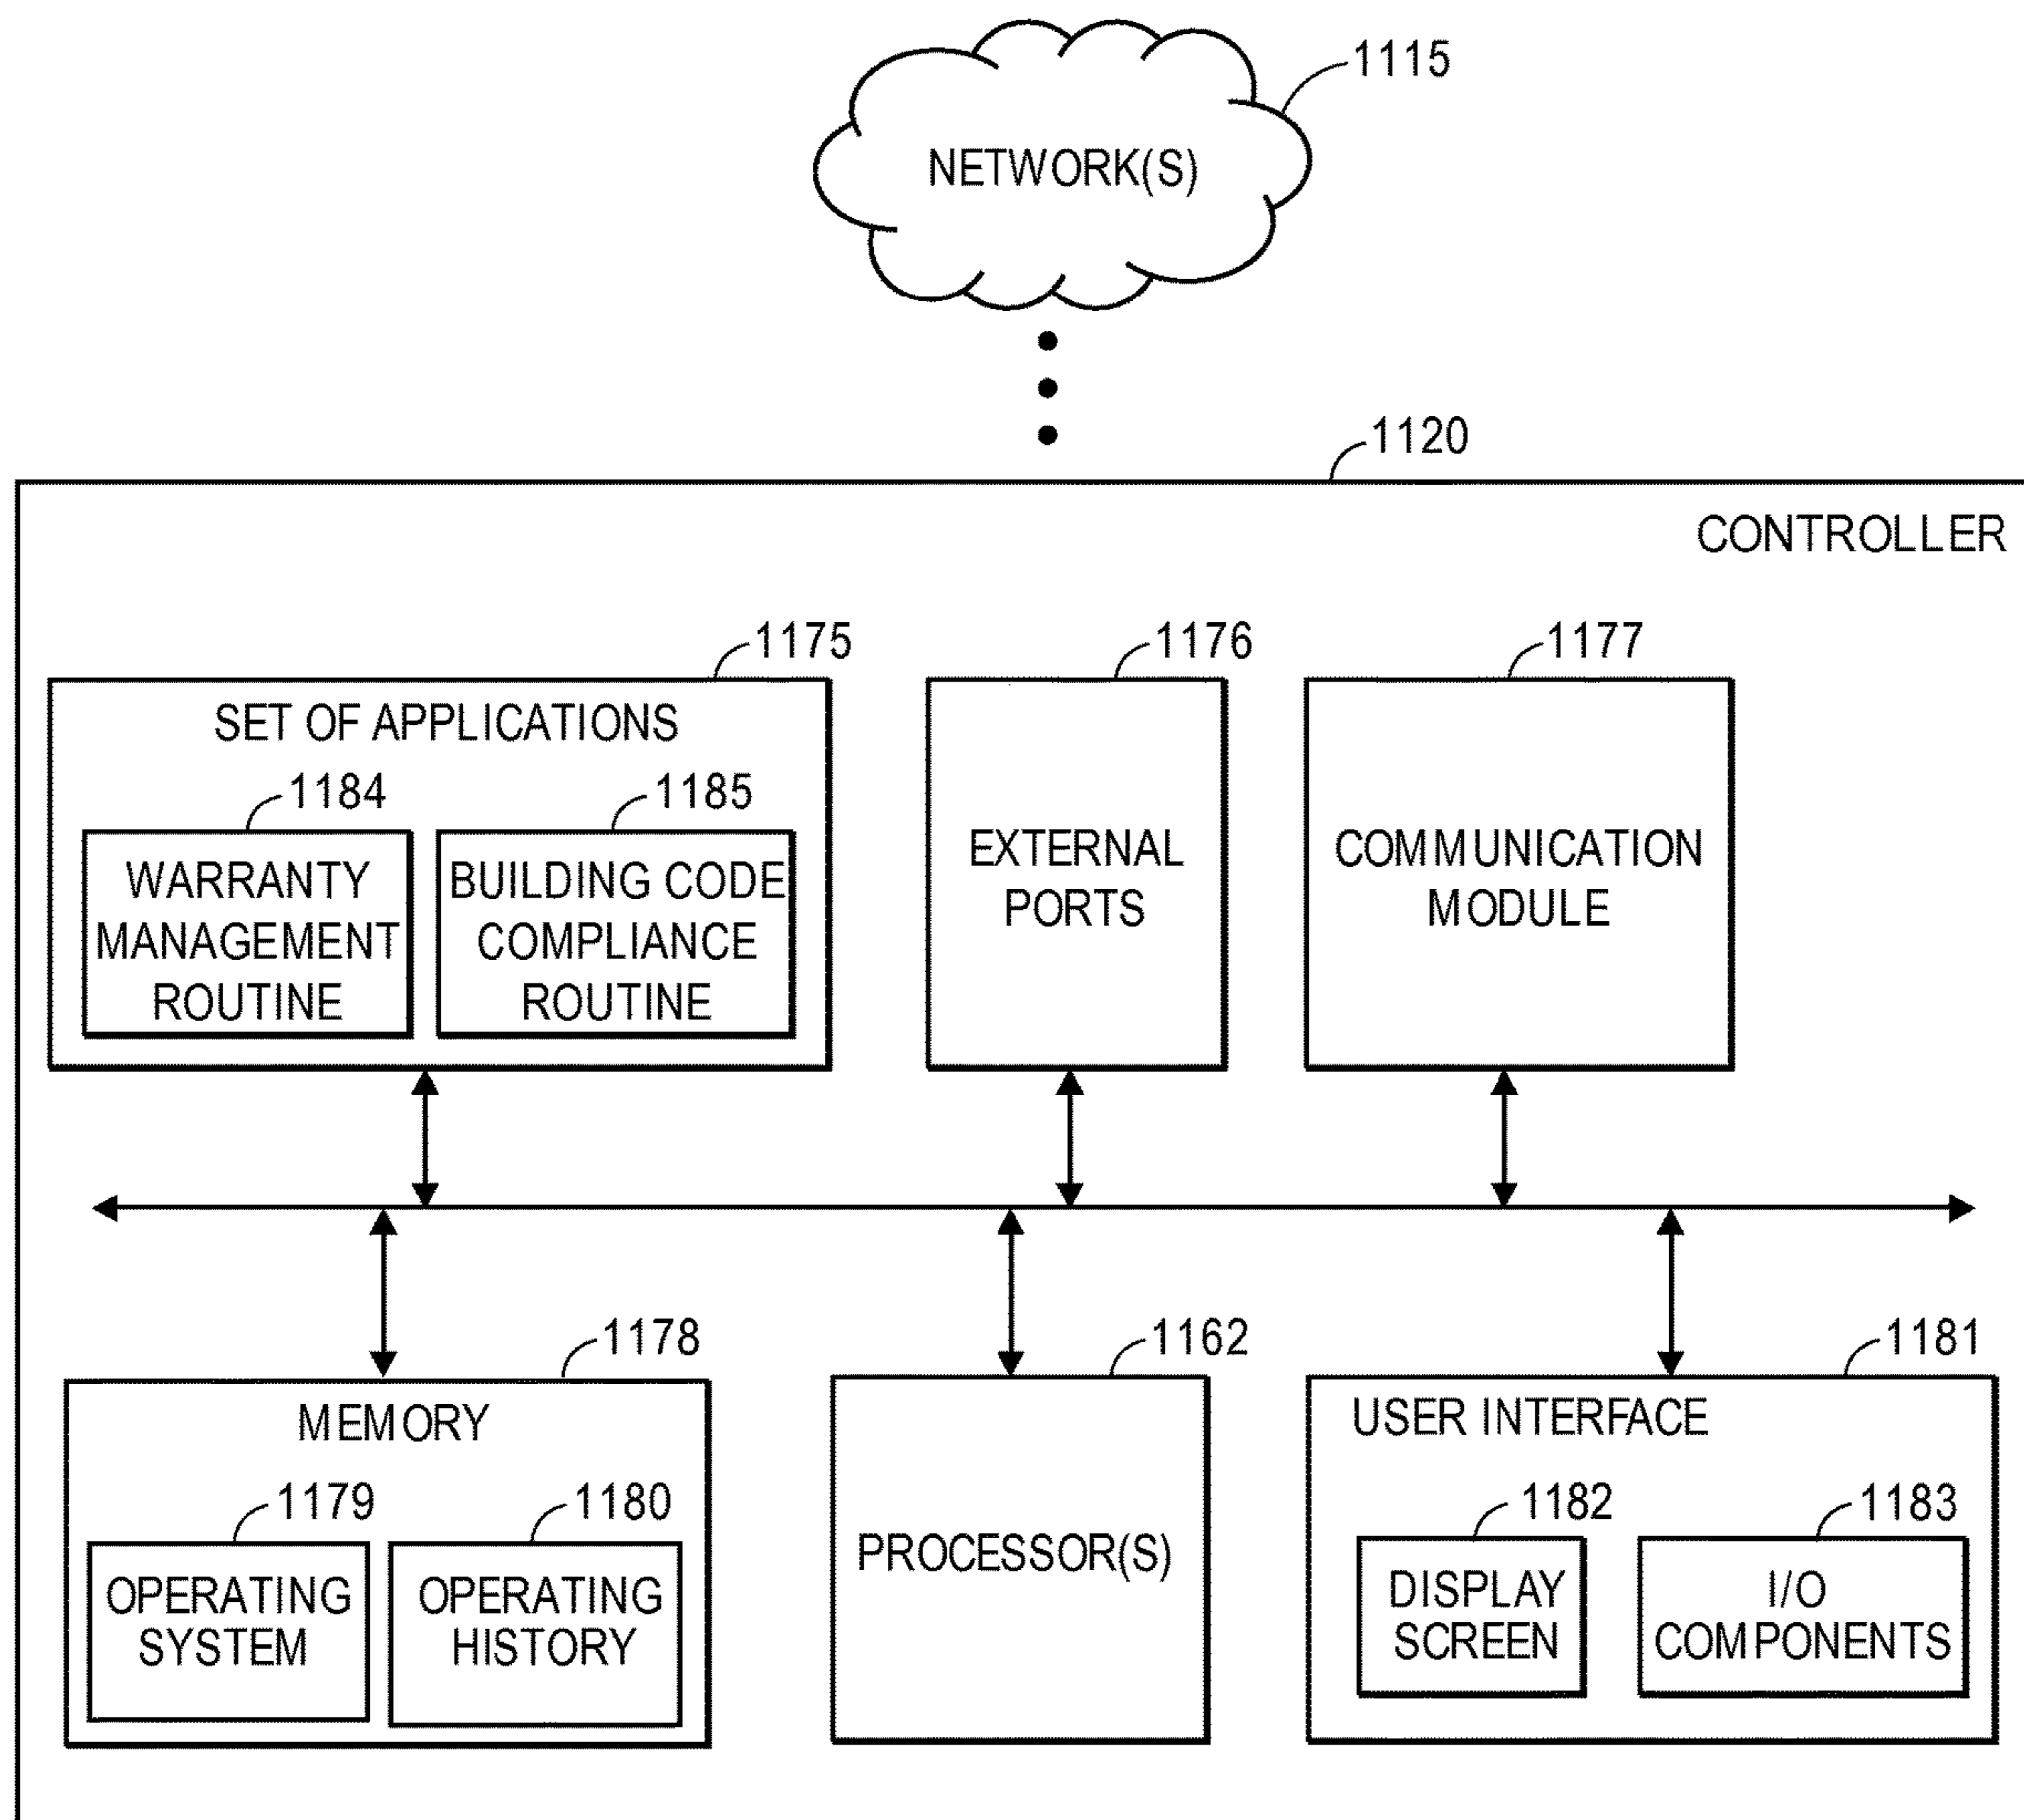 1115
NETWORK(S)
1120
CONTROLLER
1175
1176
1177
SET OF APPLICATIONS
1184
1185
WARRANTY
MANAGEMENT
ROUTINE
BUILDING CODE
COMPLIANCE
ROUTINE
EXTERNAL
PORTS
COMMUNICATION
MODULE
1178
1162
1181
MEMORY
1179
1180
OPERATING
SYSTEM
OPERATING
HISTORY
PROCESSOR(S)
USER INTERFACE
1182
1183
DISPLAY
SCREEN
I/O
COMPONENTS